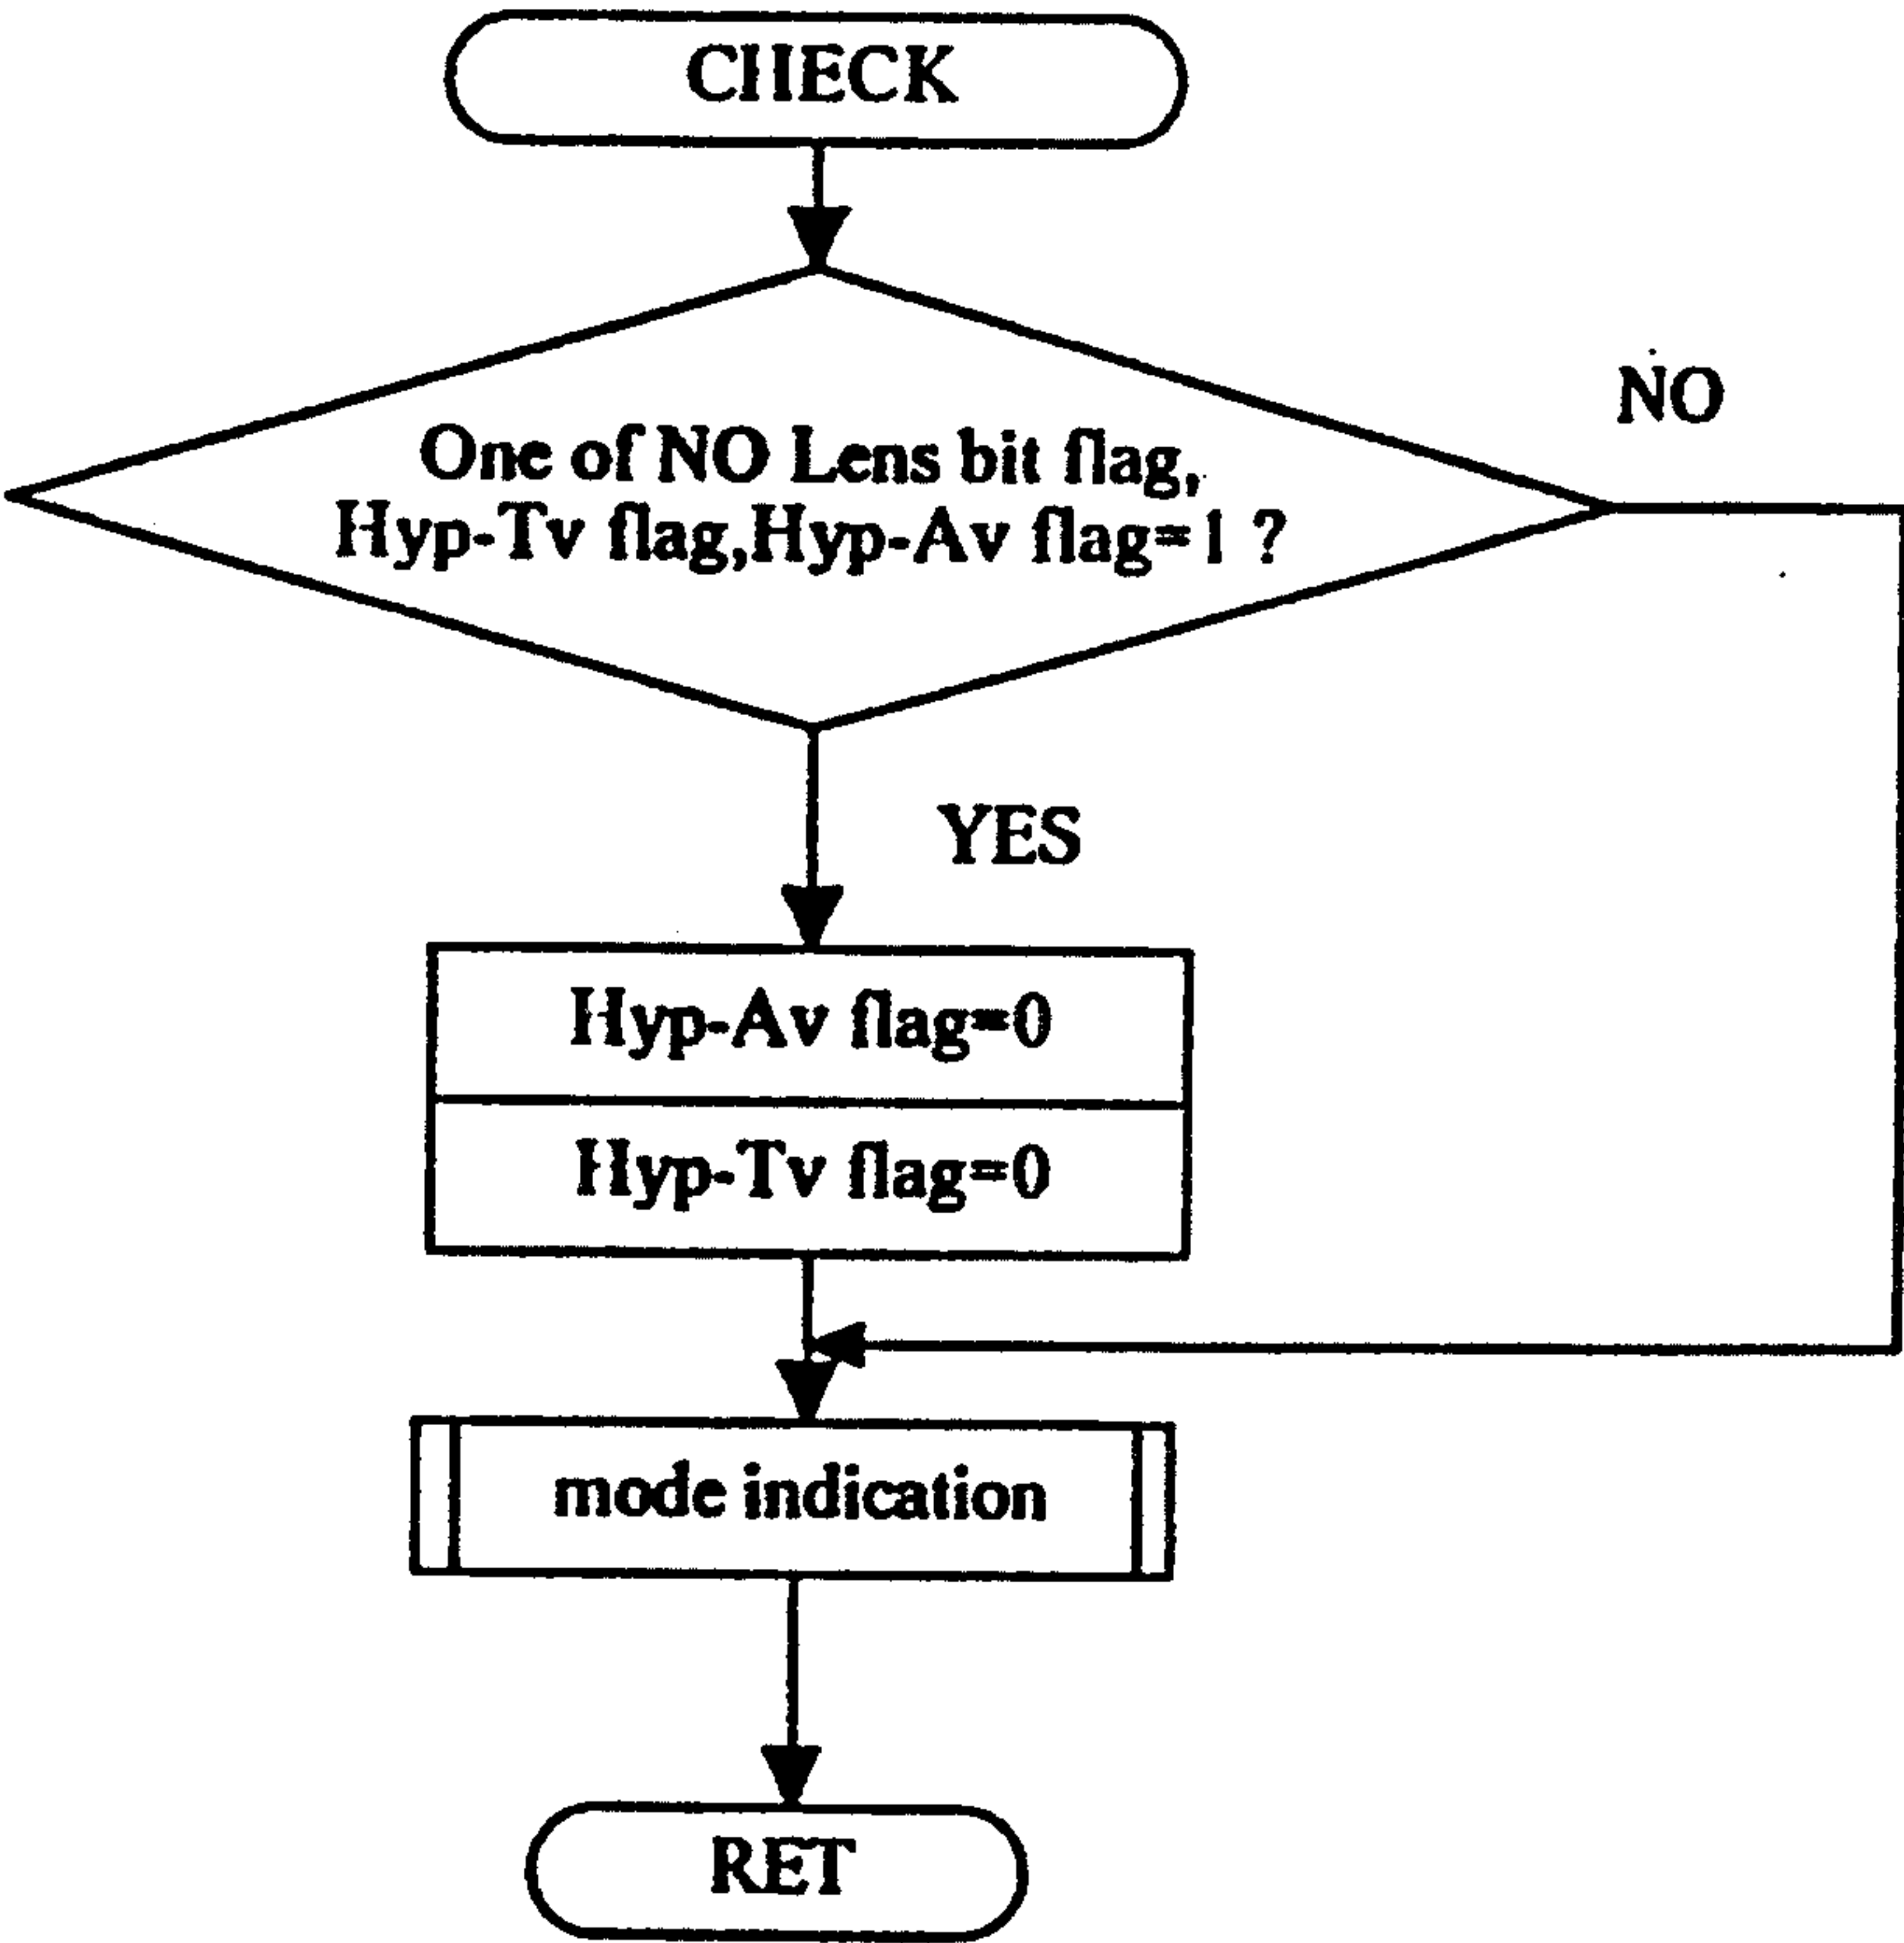 CHECK
One of NO Lens bit flag,
Hyp-Tv flag,Hyp-Av flag=1 ?
NO
YES
Hyp-Av flag=0
Hyp-Tv flag=0
mode indication
RET